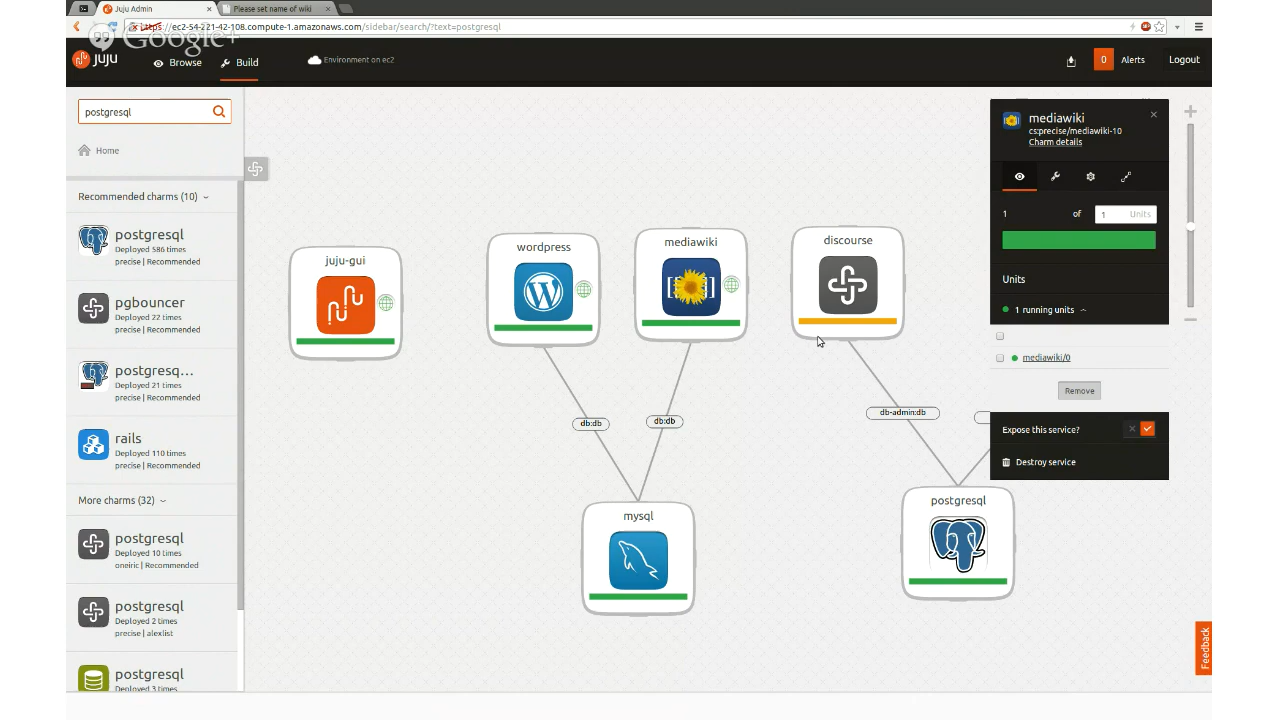 Juju Admin
Please set name of wiki
https://ec2-54-221-42-108.compute-1.amazonaws.com/sidebar/search/?text=postgresql
Google+
juju
Browse
Build
Environment on ec2
0
Alerts
Logout
postgresql
Home
Recommended charms (10)
postgresql
Deployed 586 times
precise | Recommended
pgbouncer
Deployed 22 times
precise | Recommended
postgresq...
Deployed 21 times
precise | Recommended
rails
Deployed 110 times
precise | Recommended
More charms (32)
postgresql
Deployed 10 times
oneiric | Recommended
postgresql
Deployed 2 times
precise | alexlist
postgresql
Deployed 3 times
juju-gui
wordpress
mediawiki
[[ ]]
discourse
db:db
db:db
db-admin:db
mysql
postgresql
mediawiki
cs:precise/mediawiki-10
Charm details
1 of 1 Units
Units
1 running units
mediawiki/0
Remove
Expose this service?
Destroy service
Feedback